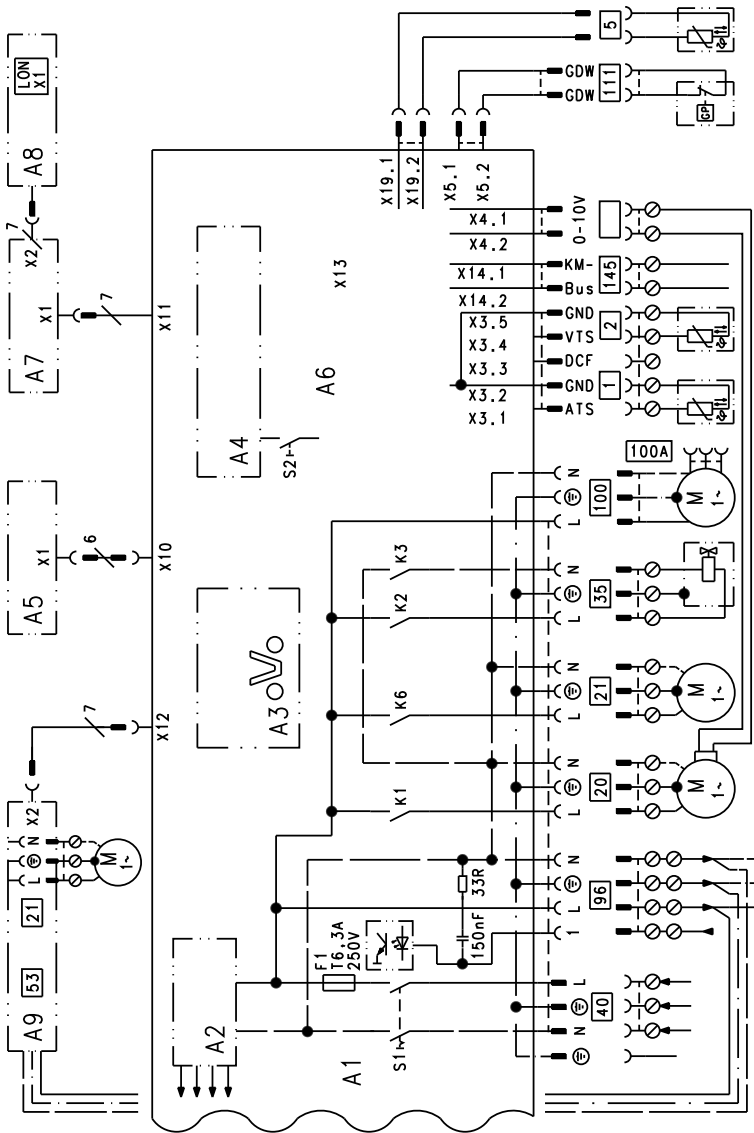 LON
X1
A8
7
X2
X1
A7
7
X11
X1
A5
6
X10
7
X12
X2
N
L
M
1~
21
53
A9
5
GDW
GDW
111
GP
X19.1
X19.2
X5.1
X5.2
X4.1
X4.2
0-10V
X14.1
X14.2
KM-
Bus
145
X3.5
X3.4
X3.3
X3.2
X3.1
GND
VTS
DCF
GND
ATS
2
1
X13
A6
A4
S2
A3
100A
N
L
100
M
1~
K3
K2
N
L
35
K6
N
L
21
M
1~
K1
N
L
20
M
1~
N
L
1
96
33R
150nF
F1
T6.3A
250V
A2
A1
S1
L
N
40